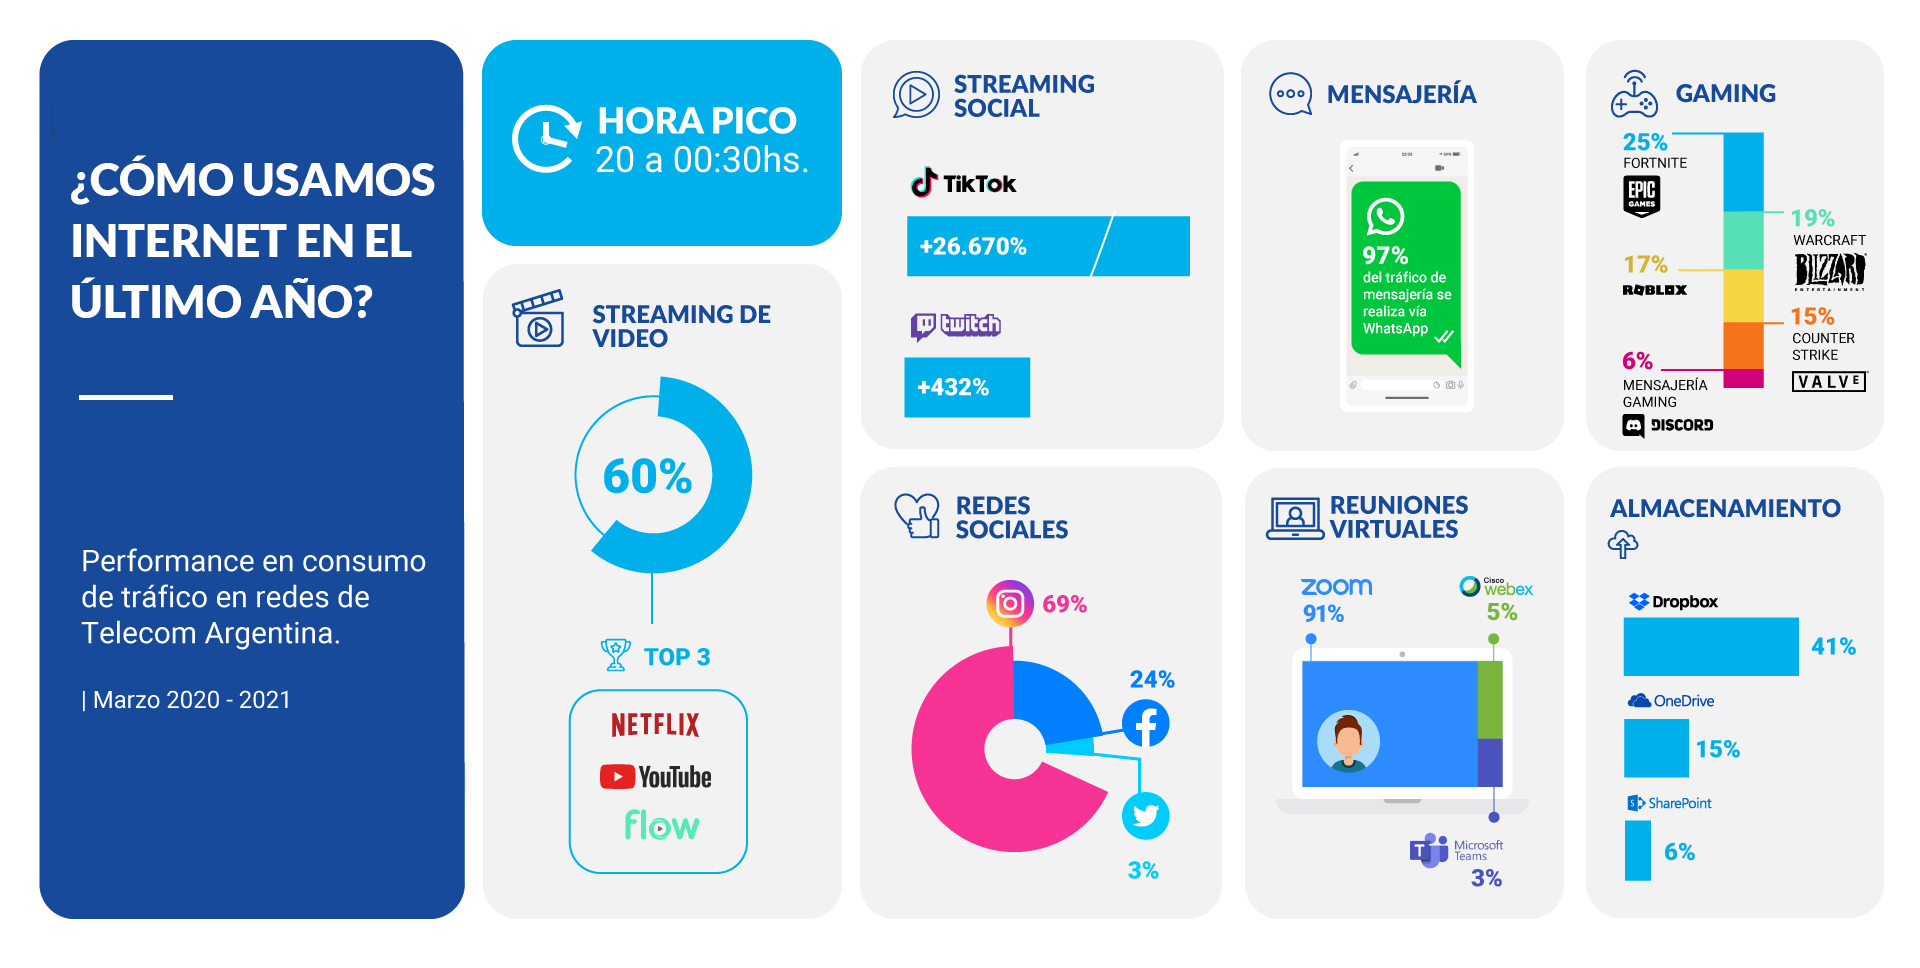 ¿CÓMO USAMOS
INTERNET EN EL
ÚLTIMO AÑO?
Performance en consumo
de tráfico en redes de
Telecom Argentina.
| Marzo 2020 - 2021
HORA PICO
20 a 00:30hs.
STREAMING DE
VIDEO
60%
TOP 3
NETFLIX
YouTube
flow
STREAMING
SOCIAL
TikTok
+26.670%
twitch
+432%
MENSAJERÍA
97%
del tráfico de
mensajería se
realiza vía
WhatsApp
GAMING
25%
FORTNITE
EPIC
GAMES
19%
WARCRAFT
BLIZZARD
ENTERTAINMENT
17%
ROBLOX
15%
COUNTER
STRIKE
VALVE
6%
MENSAJERÍA
GAMING
DISCORD
REDES
SOCIALES
69%
24%
3%
REUNIONES
VIRTUALES
zoom
91%
Cisco
webex
5%
Microsoft
Teams
3%
ALMACENAMIENTO
Dropbox
41%
OneDrive
15%
SharePoint
6%